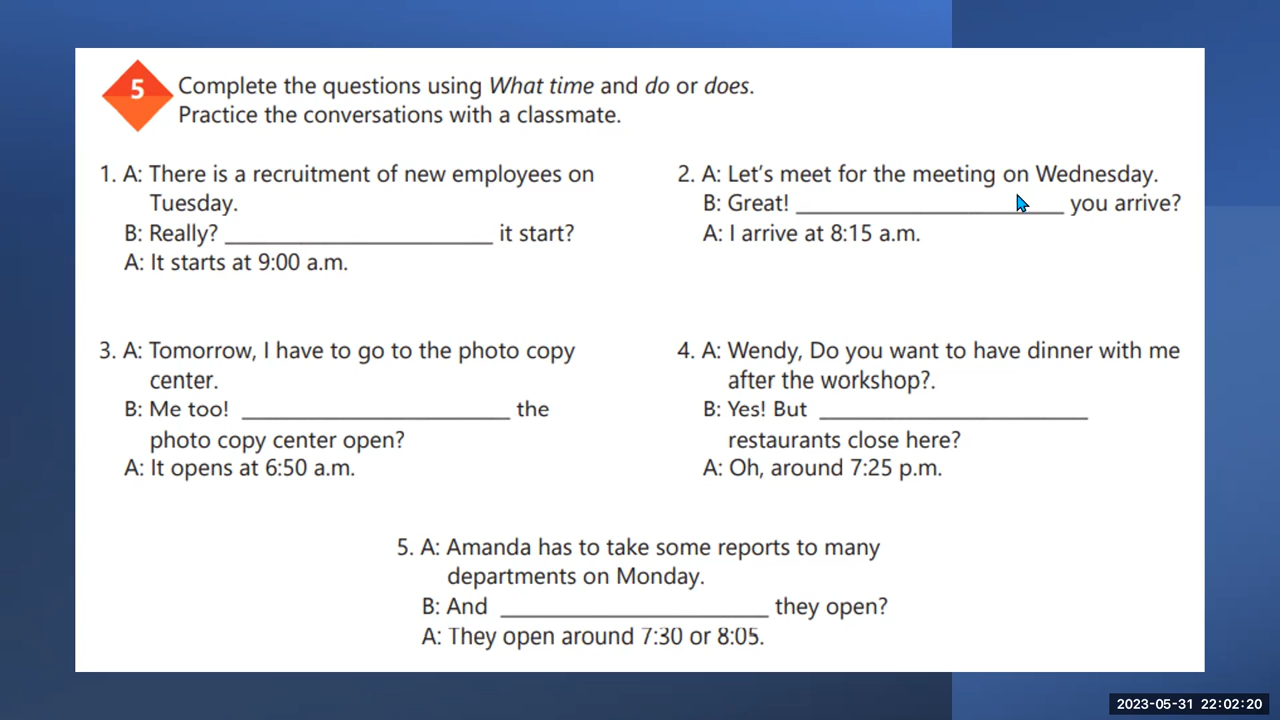 5
Complete the questions using What time and do or does.
Practice the conversations with a classmate.
1. A: There is a recruitment of new employees on
Tuesday.
B: Really? ______________________ it start?
A: It starts at 9:00 a.m.
2. A: Let's meet for the meeting on Wednesday.
B: Great! ______________________ you arrive?
A: I arrive at 8:15 a.m.
3. A: Tomorrow, I have to go to the photo copy
center.
B: Me too! ______________________ the
photo copy center open?
A: It opens at 6:50 a.m.
4. A: Wendy, Do you want to have dinner with me
after the workshop?.
B: Yes! But ______________________
restaurants close here?
A: Oh, around 7:25 p.m.
5. A: Amanda has to take some reports to many
departments on Monday.
B: And ______________________ they open?
A: They open around 7:30 or 8:05.
2023-05-31 22:02:20